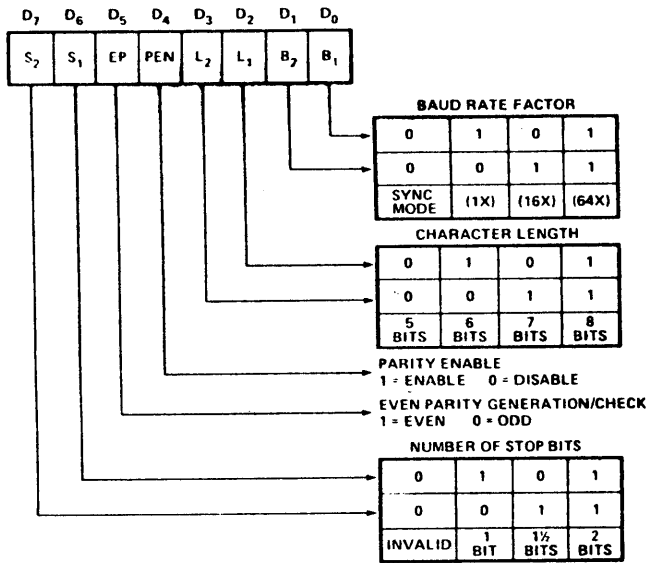 D7 D6 D5 D4 D3 D2 D1 D0
S2 S1 EP PEN L2 L1 B2 B1
BAUD RATE FACTOR
0 1 0 1
0 0 1 1
SYNC MODE (1X) (16X) (64X)
CHARACTER LENGTH
0 1 0 1
0 0 1 1
5 BITS 6 BITS 7 BITS 8 BITS
PARITY ENABLE
1 = ENABLE 0 = DISABLE
EVEN PARITY GENERATION/CHECK
1 = EVEN 0 = ODD
NUMBER OF STOP BITS
0 1 0 1
0 0 1 1
INVALID 1 BIT 1½ BITS 2 BITS